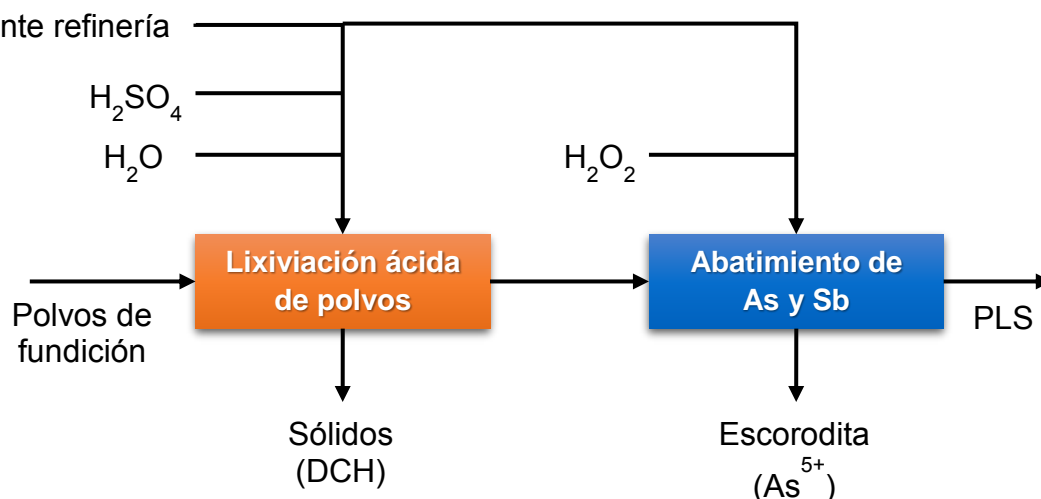 nte refinería
H₂SO₄
H₂O
H₂O₂
Lixiviación ácida
de polvos
Abatimiento de
As y Sb
Polvos de
fundición
PLS
Sólidos
(DCH)
Escorodita
(As⁵⁺)